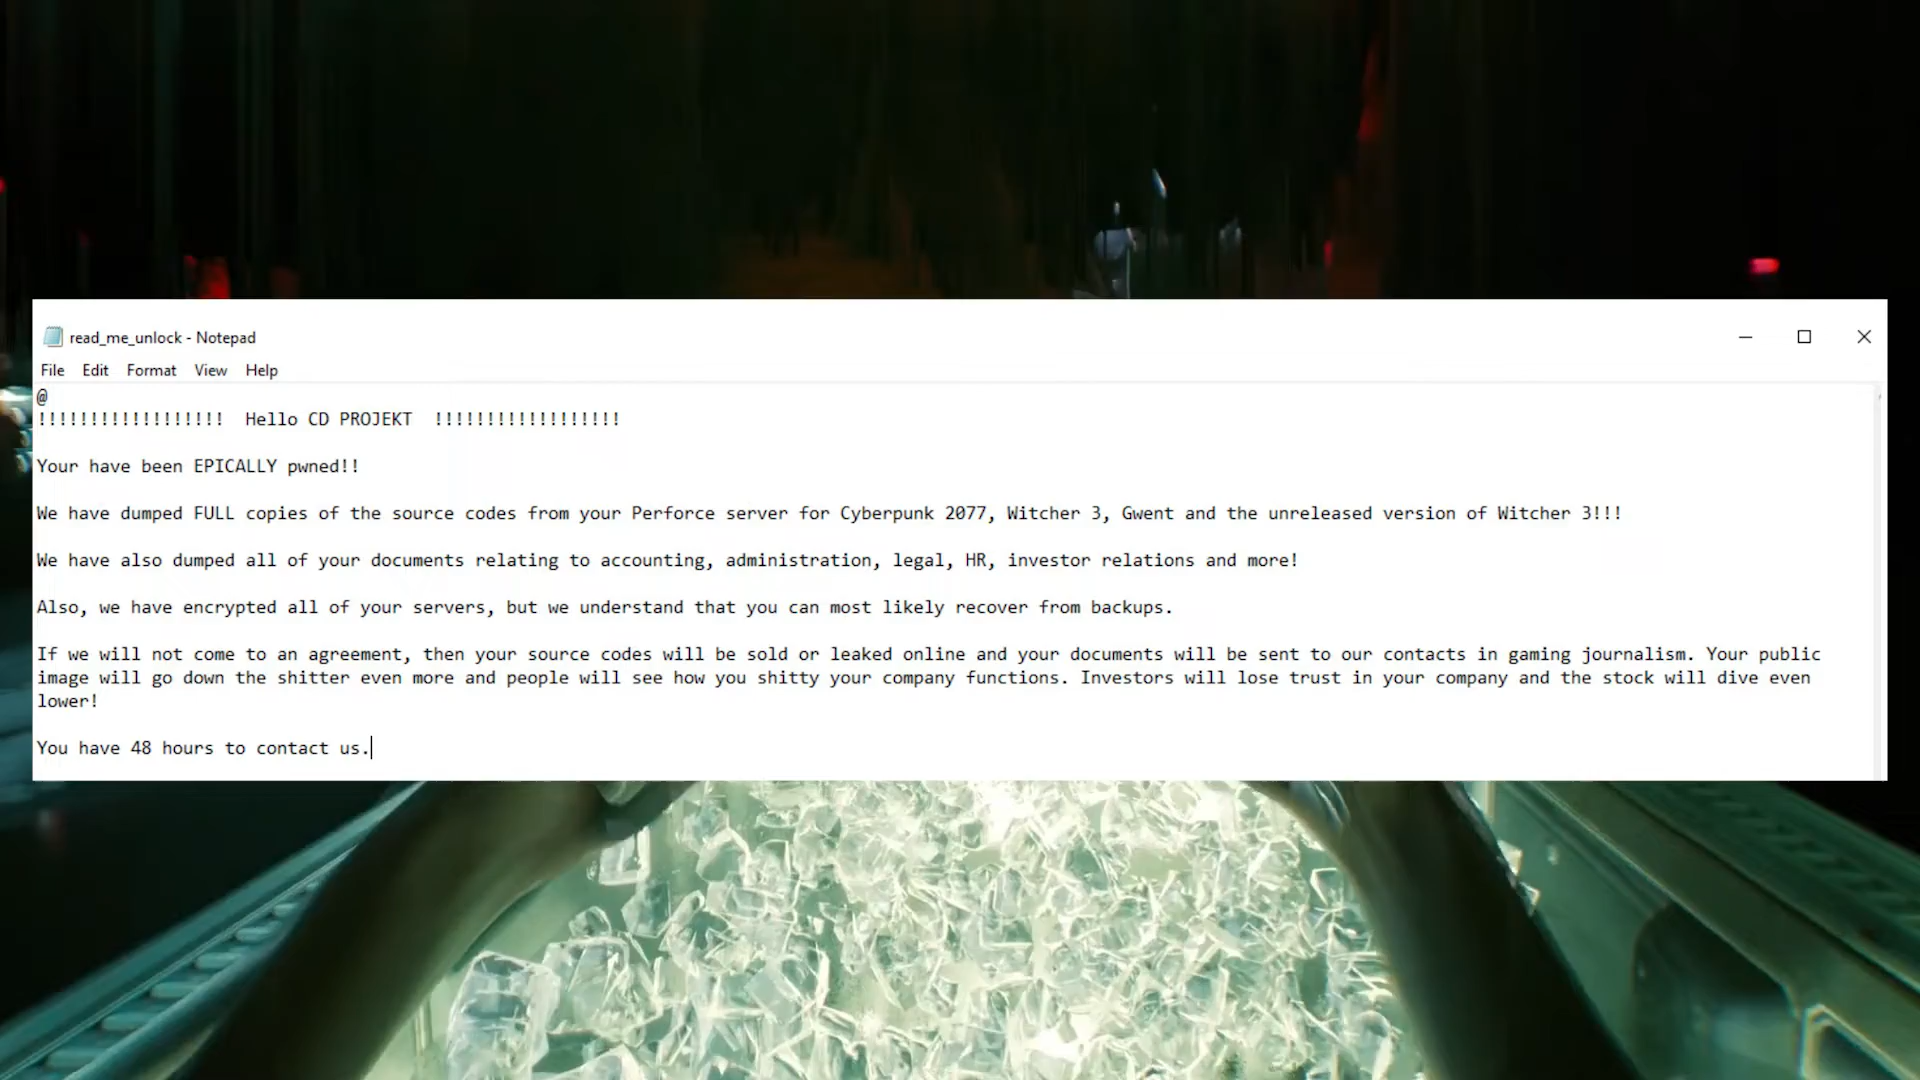 read_me_unlock - Notepad
File Edit Format View Help
@
!!!!!!!!!!!!!!!!!! Hello CD PROJEKT !!!!!!!!!!!!!!!!!!
Your have been EPICALLY pwned!!
We have dumped FULL copies of the source codes from your Perforce server for Cyberpunk 2077, Witcher 3, Gwent and the unreleased version of Witcher 3!!!
We have also dumped all of your documents relating to accounting, administration, legal, HR, investor relations and more!
Also, we have encrypted all of your servers, but we understand that you can most likely recover from backups.
If we will not come to an agreement, then your source codes will be sold or leaked online and your documents will be sent to our contacts in gaming journalism. Your public
image will go down the shitter even more and people will see how you shitty your company functions. Investors will lose trust in your company and the stock will dive even
lower!
You have 48 hours to contact us.